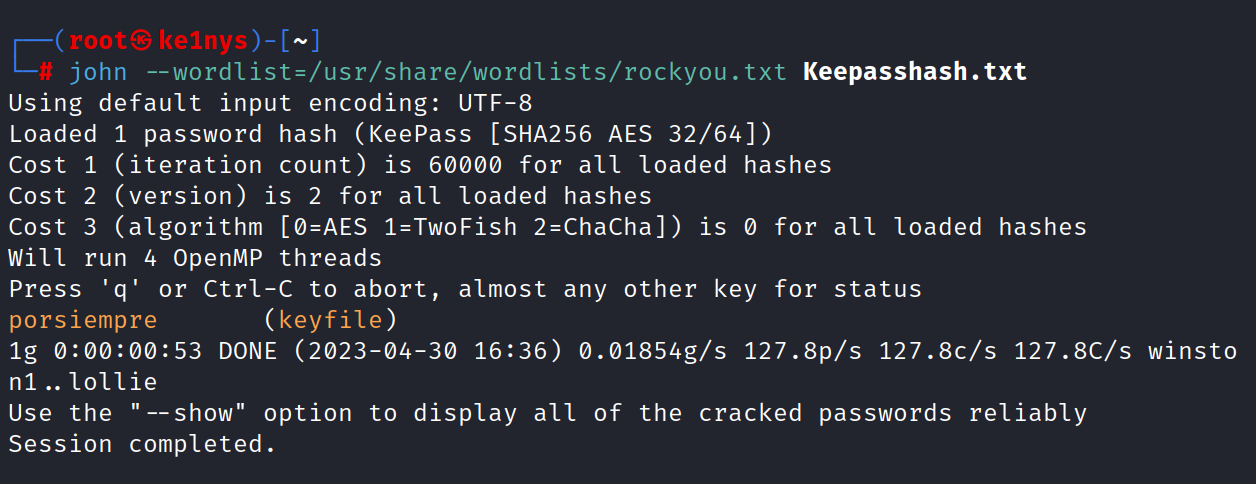 ┌──(root㉿ke1nys)-[~]
└─# john --wordlist=/usr/share/wordlists/rockyou.txt Keepasshash.txt
Using default input encoding: UTF-8
Loaded 1 password hash (KeePass [SHA256 AES 32/64])
Cost 1 (iteration count) is 60000 for all loaded hashes
Cost 2 (version) is 2 for all loaded hashes
Cost 3 (algorithm [0=AES 1=TwoFish 2=ChaCha]) is 0 for all loaded hashes
Will run 4 OpenMP threads
Press 'q' or Ctrl-C to abort, almost any other key for status
porsiempre       (keyfile)
1g 0:00:00:53 DONE (2023-04-30 16:36) 0.01854g/s 127.8p/s 127.8c/s 127.8C/s winsto
n1..lollie
Use the "--show" option to display all of the cracked passwords reliably
Session completed.